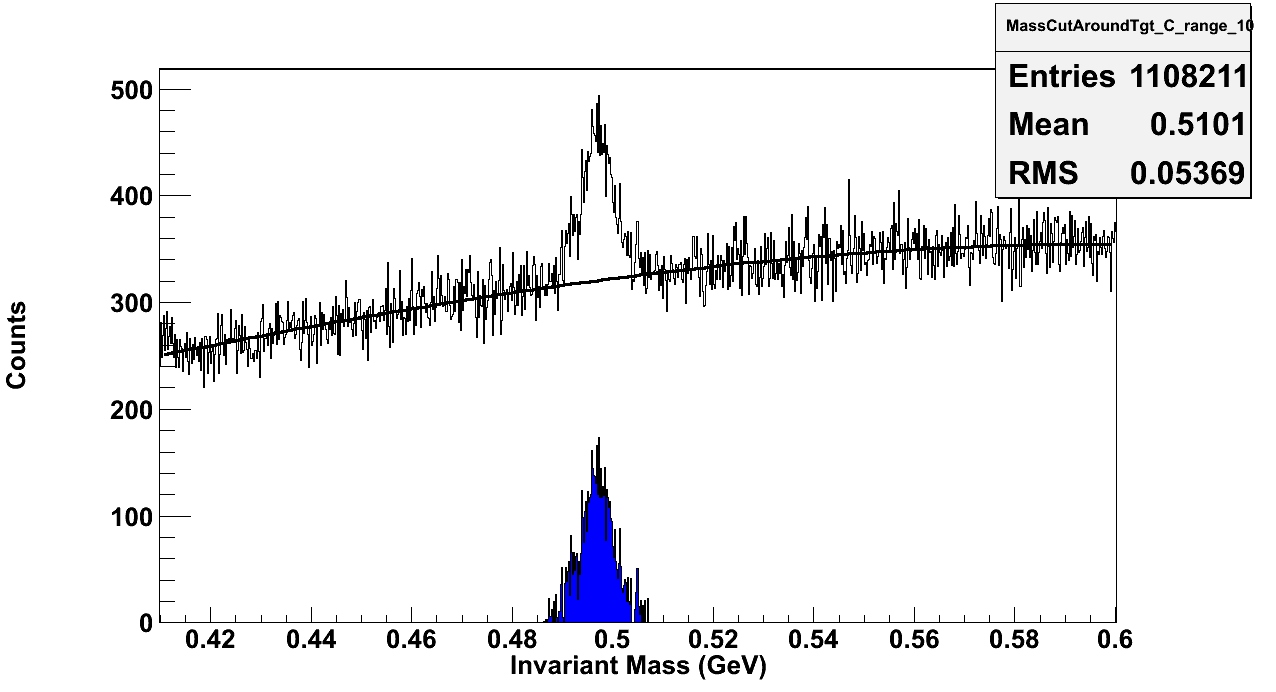 MassCutAroundTgt_C_range_10
Entries 1108211
Mean 0.5101
RMS 0.05369
500
400
300
200
100
0
Counts
0.42 0.44 0.46 0.48 0.5 0.52 0.54 0.56 0.58 0.6
Invariant Mass (GeV)